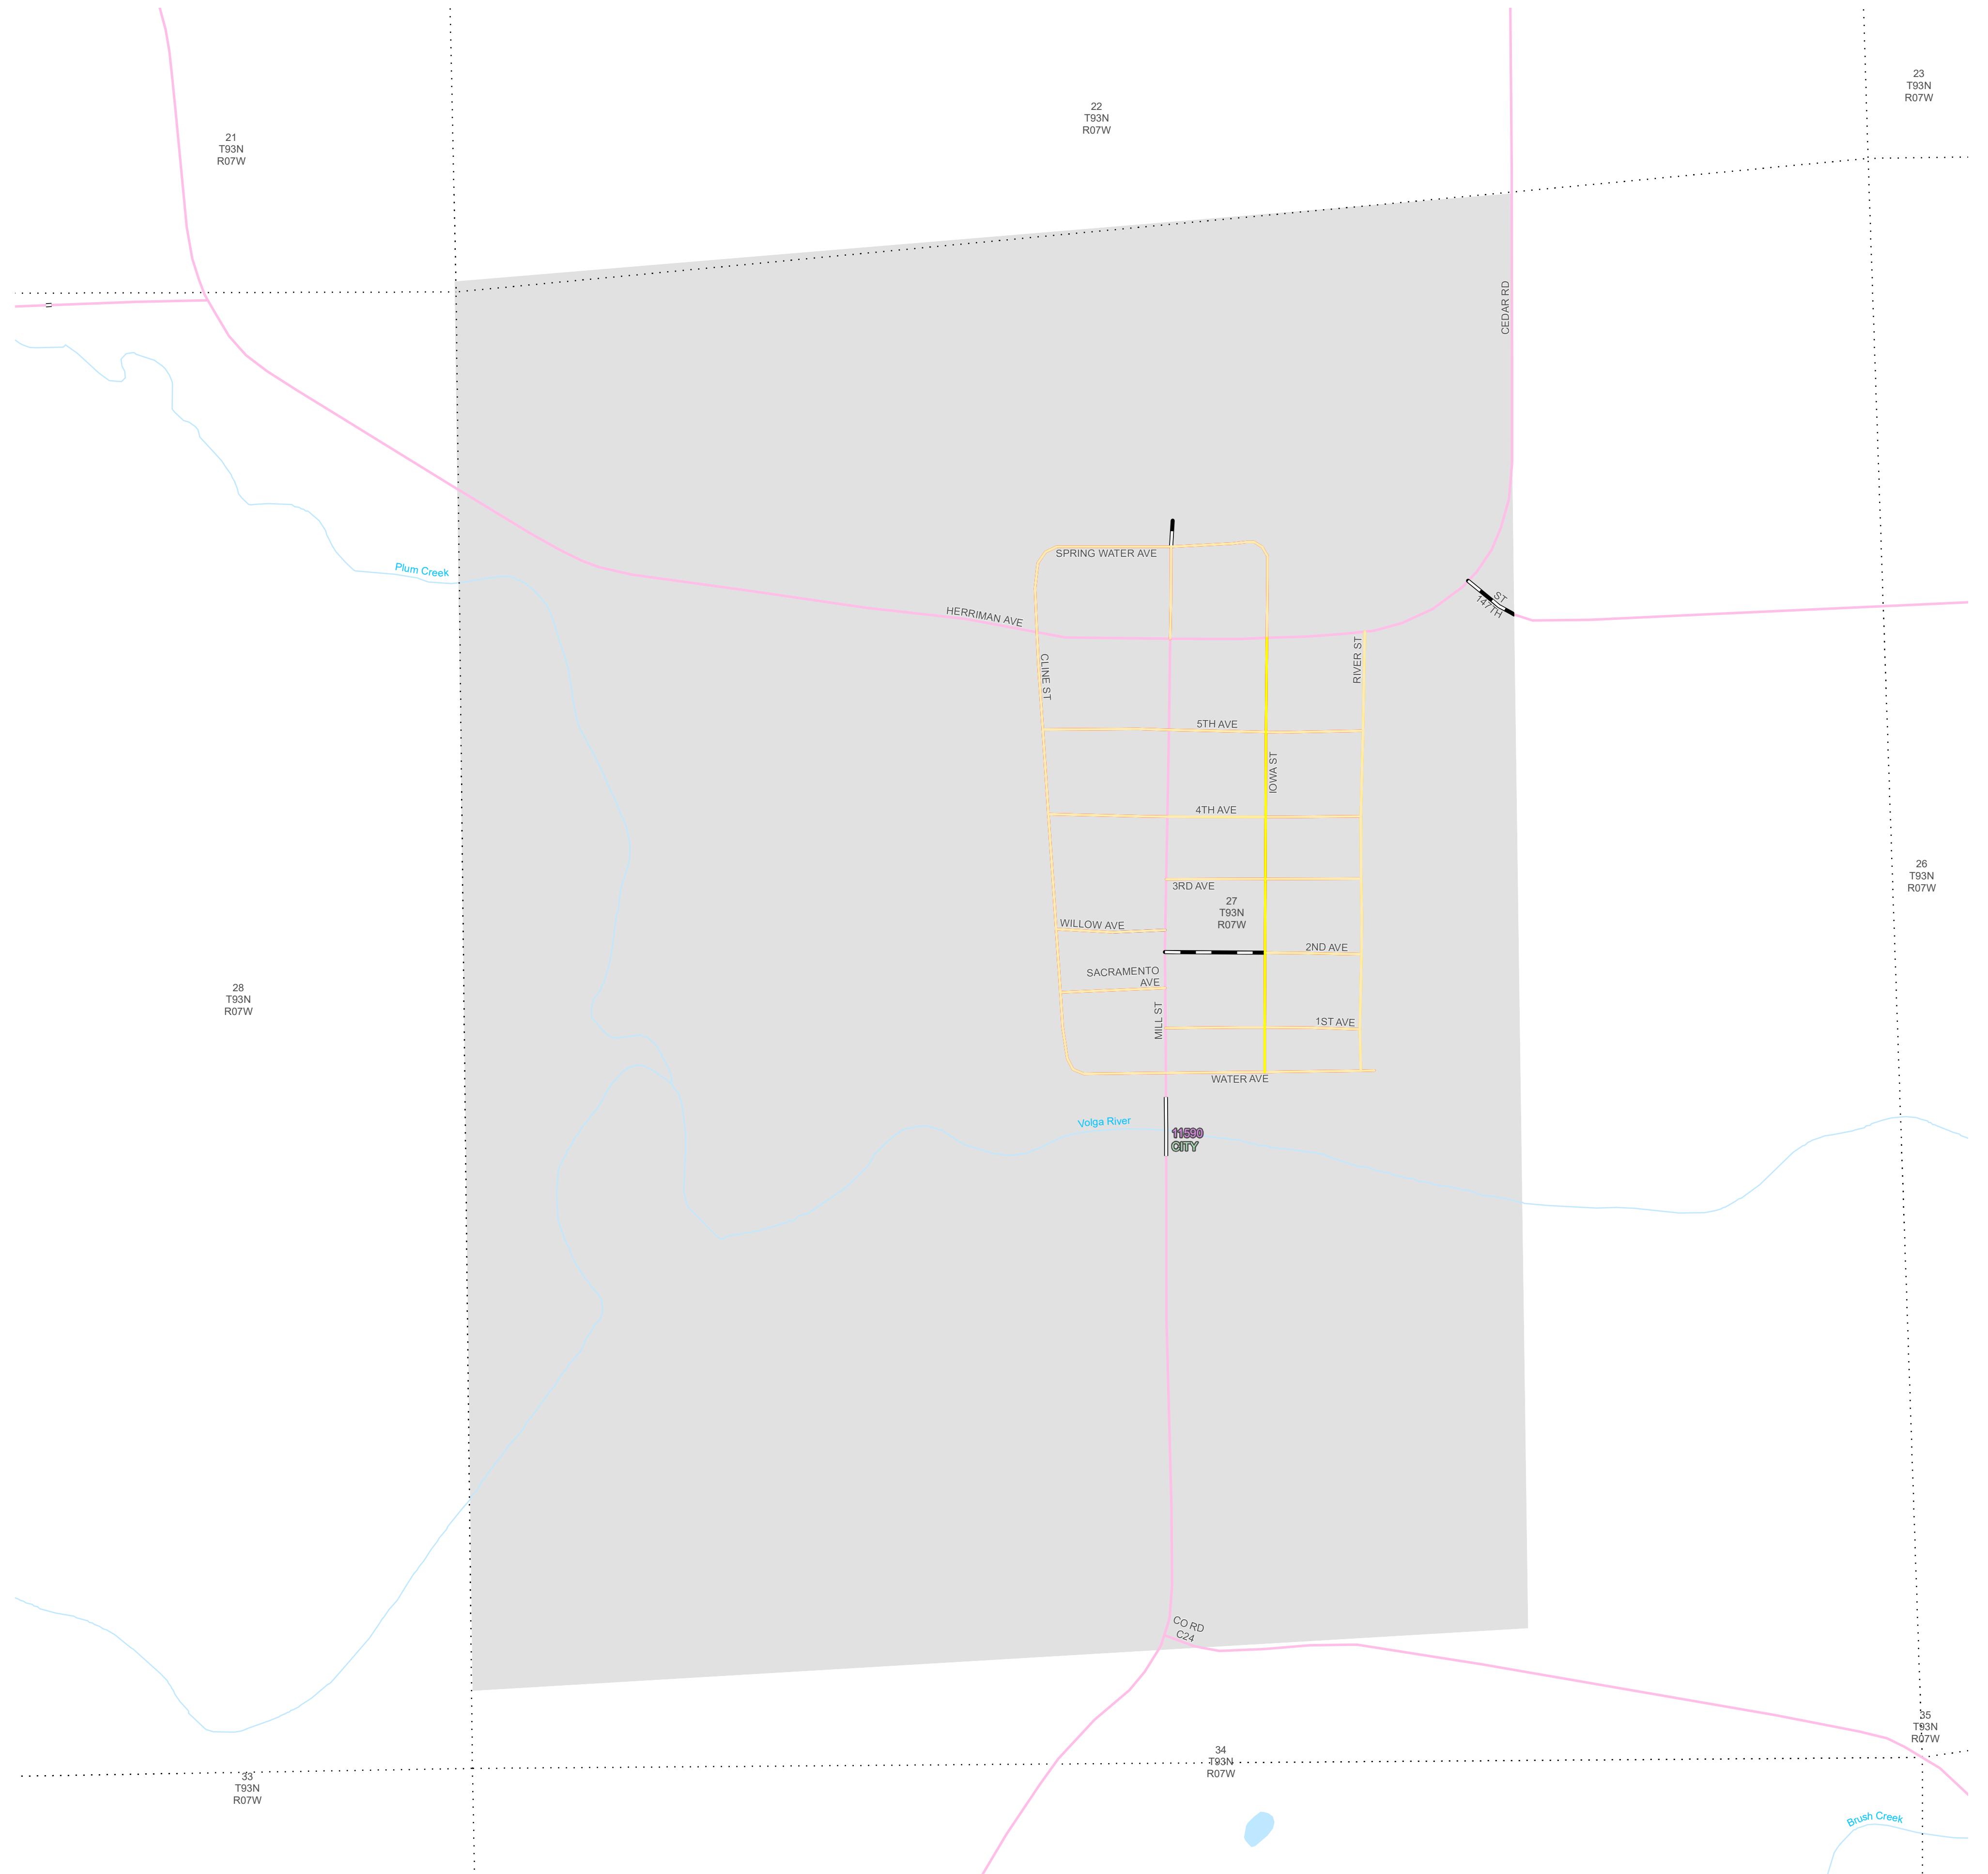 23
T93N
R07W
22
T93N
R07W
21
T93N
R07W
CEDAR RD
SPRING WATER AVE
Plum Creek
147TH
ST
HERRIMAN AVE
CLINE ST
RIVER ST
5TH AVE
IOWA ST
4TH AVE
3RD AVE
26
T93N
R07W
27
T93N
R07W
WILLOW AVE
2ND AVE
SACRAMENTO
AVE
28
T93N
R07W
MILL ST
1ST AVE
WATER AVE
Volga River
11590
CITY
CO RD
C24
35
T93N
R07W
34
T93N
R07W
33
T93N
R07W
Brush Creek